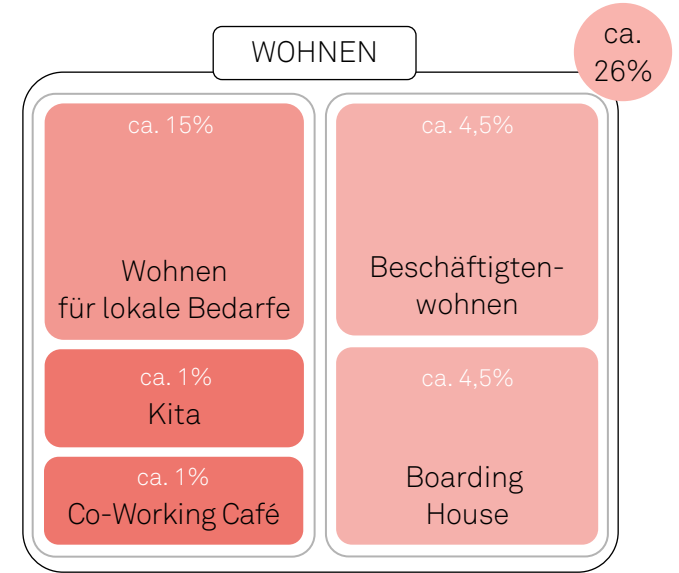 WOHNEN
ca.
26%
ca. 15%
Wohnen
für lokale Bedarfe
ca. 1%
Kita
ca. 1%
Co-Working Café
ca. 4,5%
Beschäftigten-
wohnen
ca. 4,5%
Boarding
House